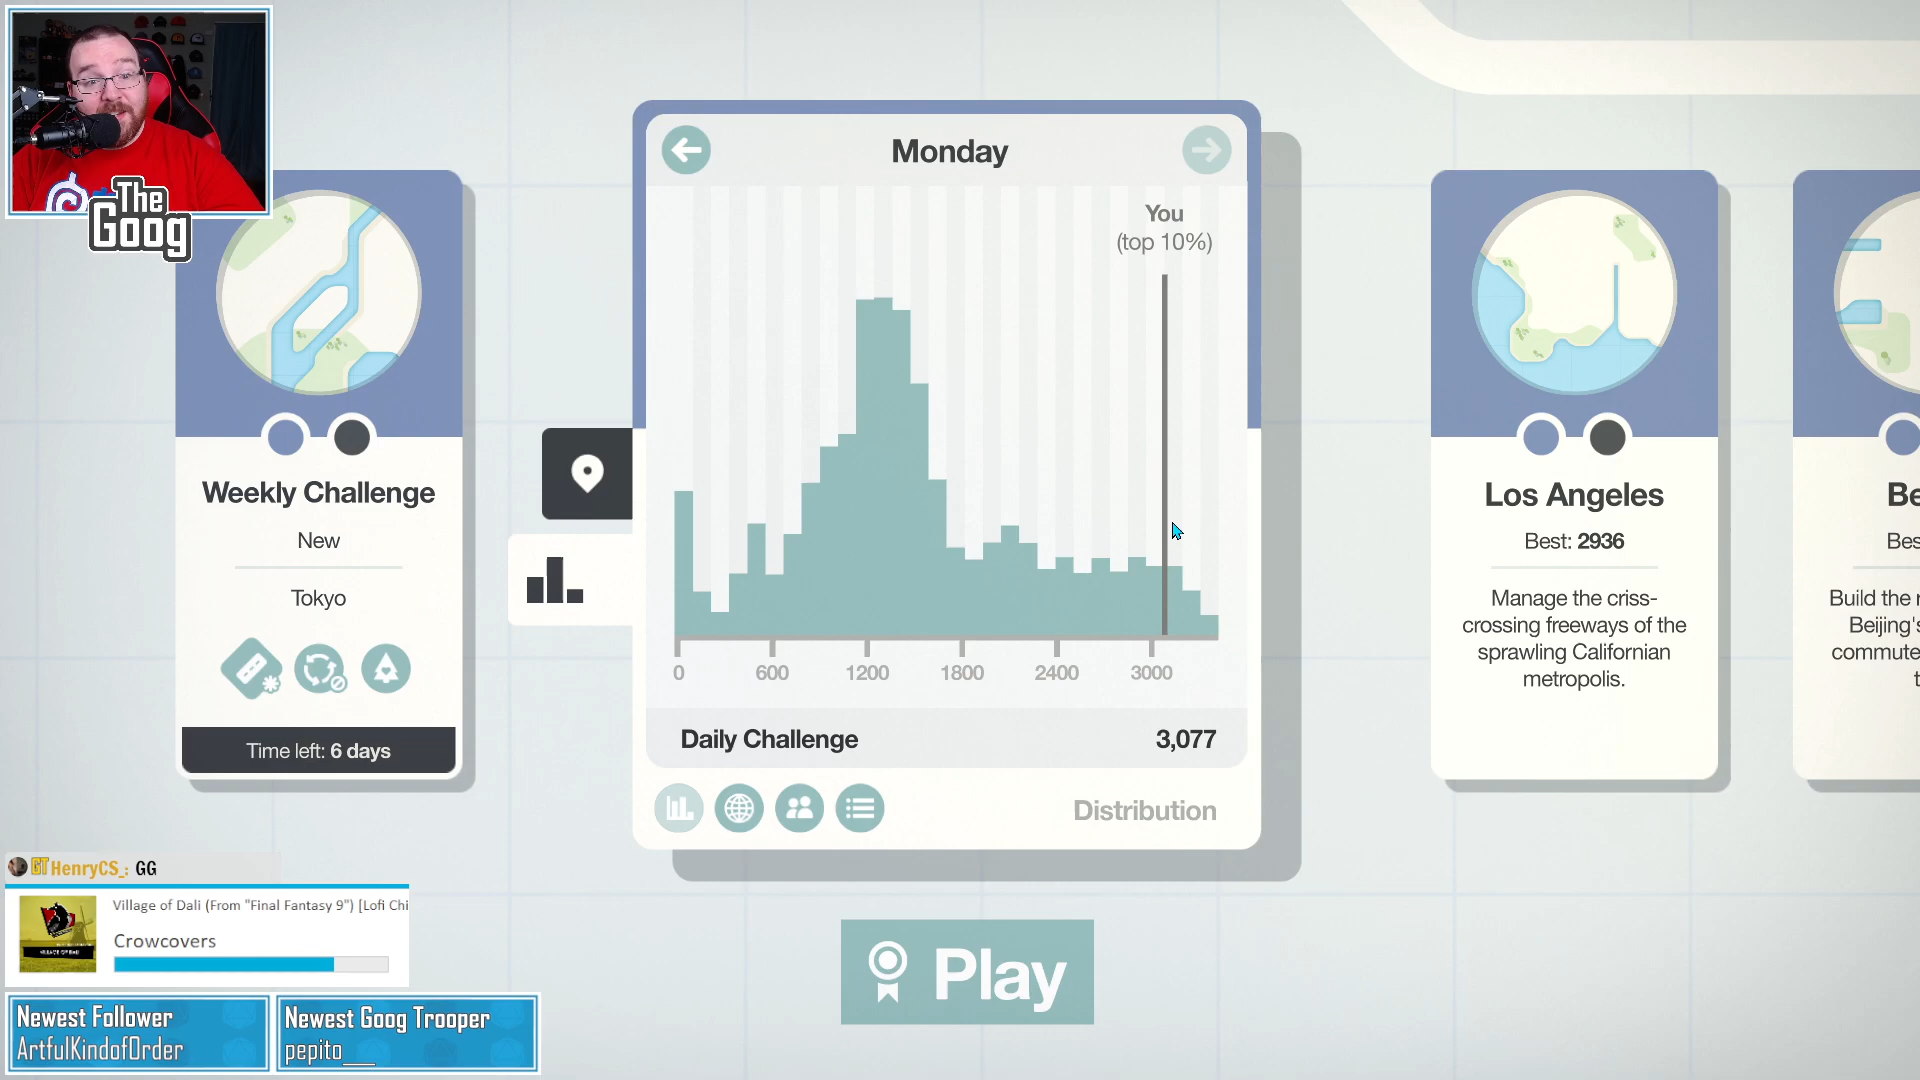 The
Goog
Weekly Challenge
New
Tokyo
Time left: 6 days
Monday
You
(top 10%)
0 600 1200 1800 2400 3000
Daily Challenge 3,077
Distribution
Play
Los Angeles
Best: 2936
Manage the criss-
crossing freeways of the
sprawling Californian
metropolis.
Be
Bes
Build the r
Beijing's
commute
t
GT HenryCS_: GG
Village of Dali (From "Final Fantasy 9") [Lofi Chi
Crowcovers
Newest Follower
ArtfulKindofOrder
Newest Goog Trooper
pepito___